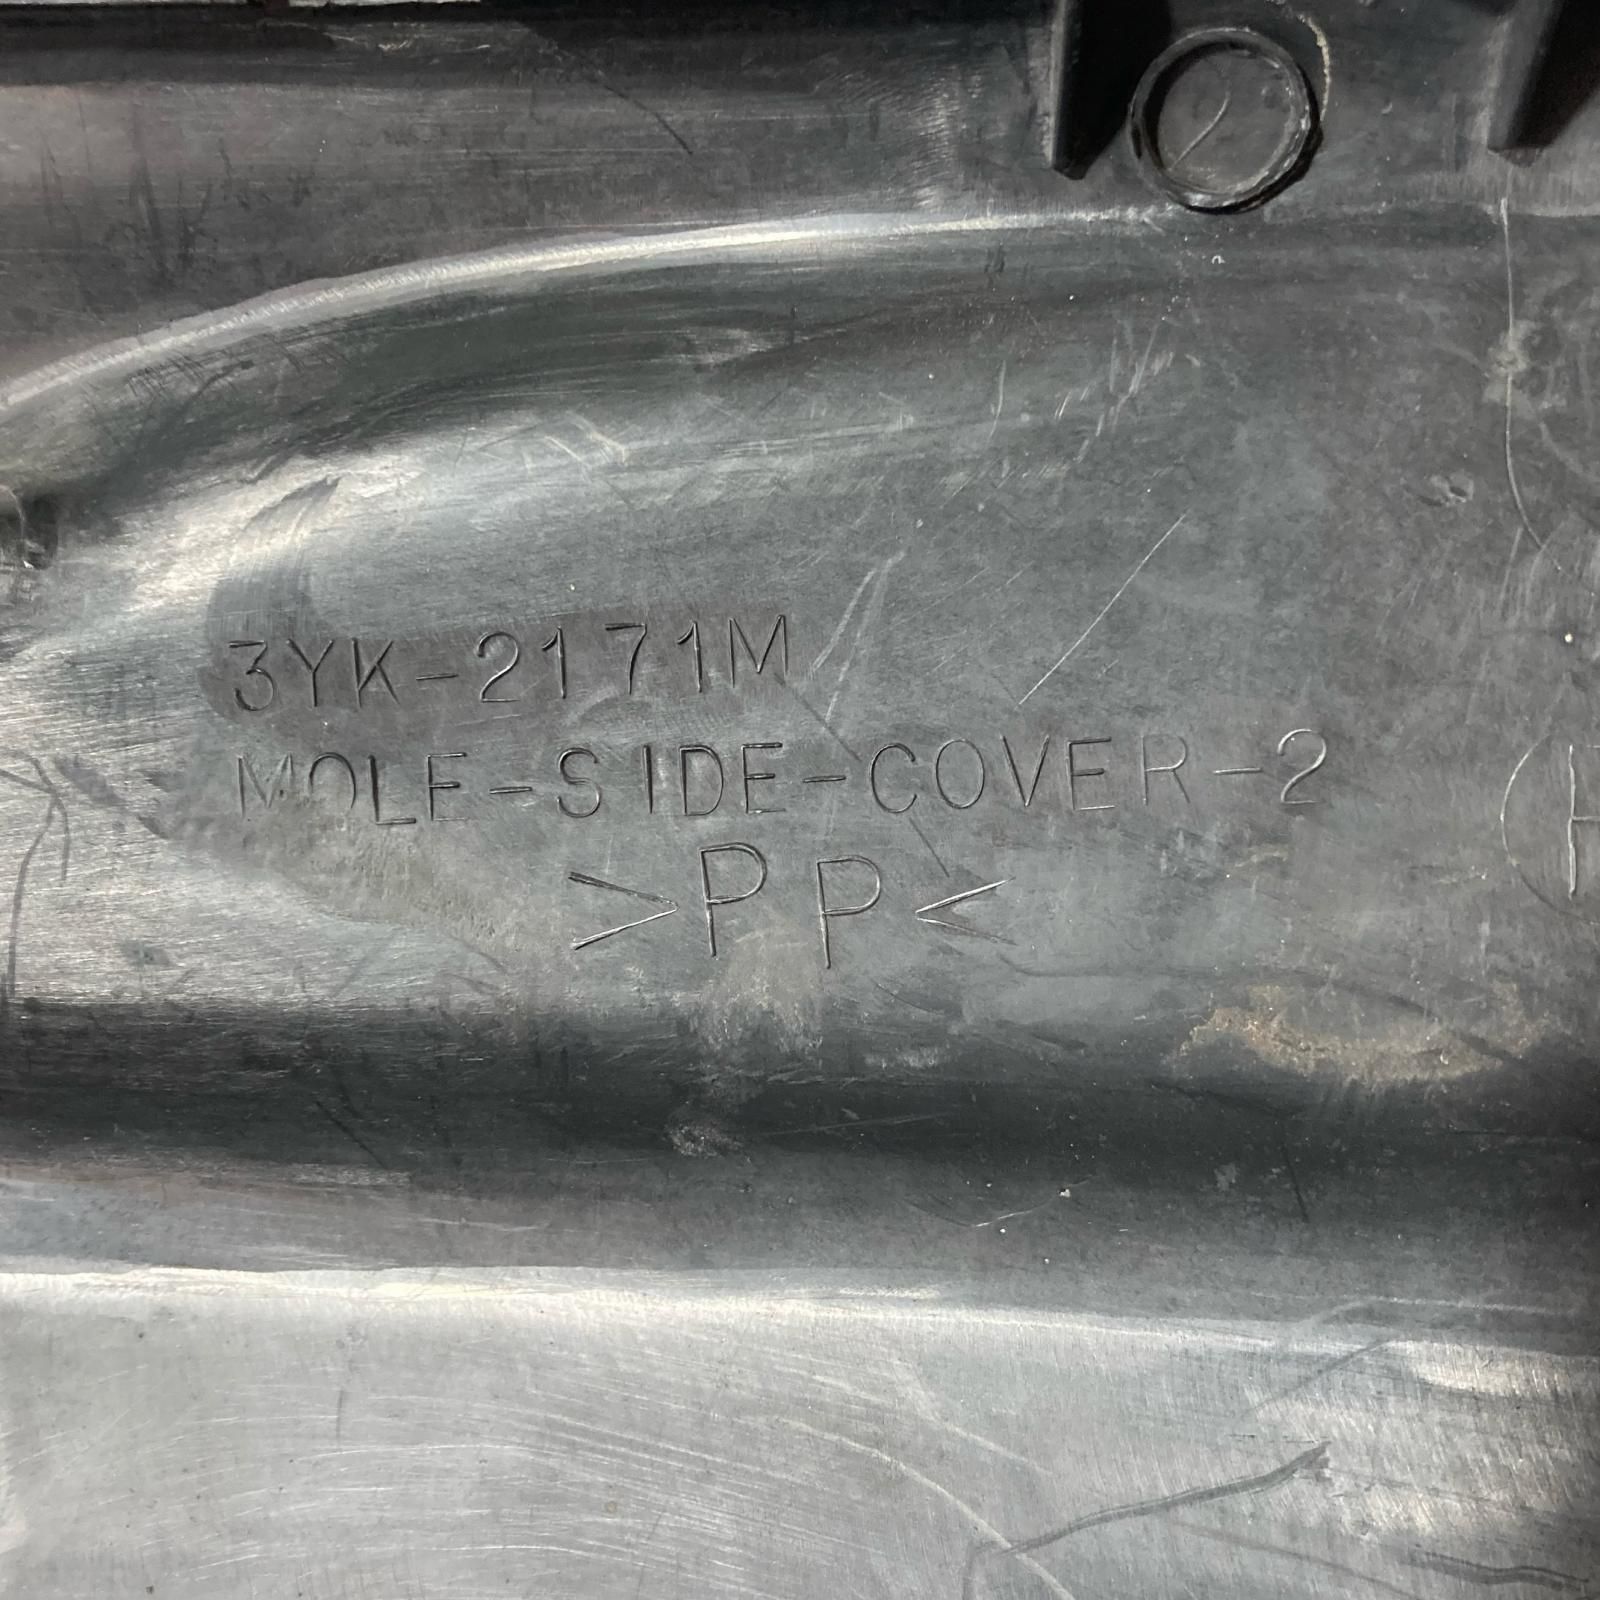 3YK-2171M
MOLE-SIDE-COVER-2
>PP<